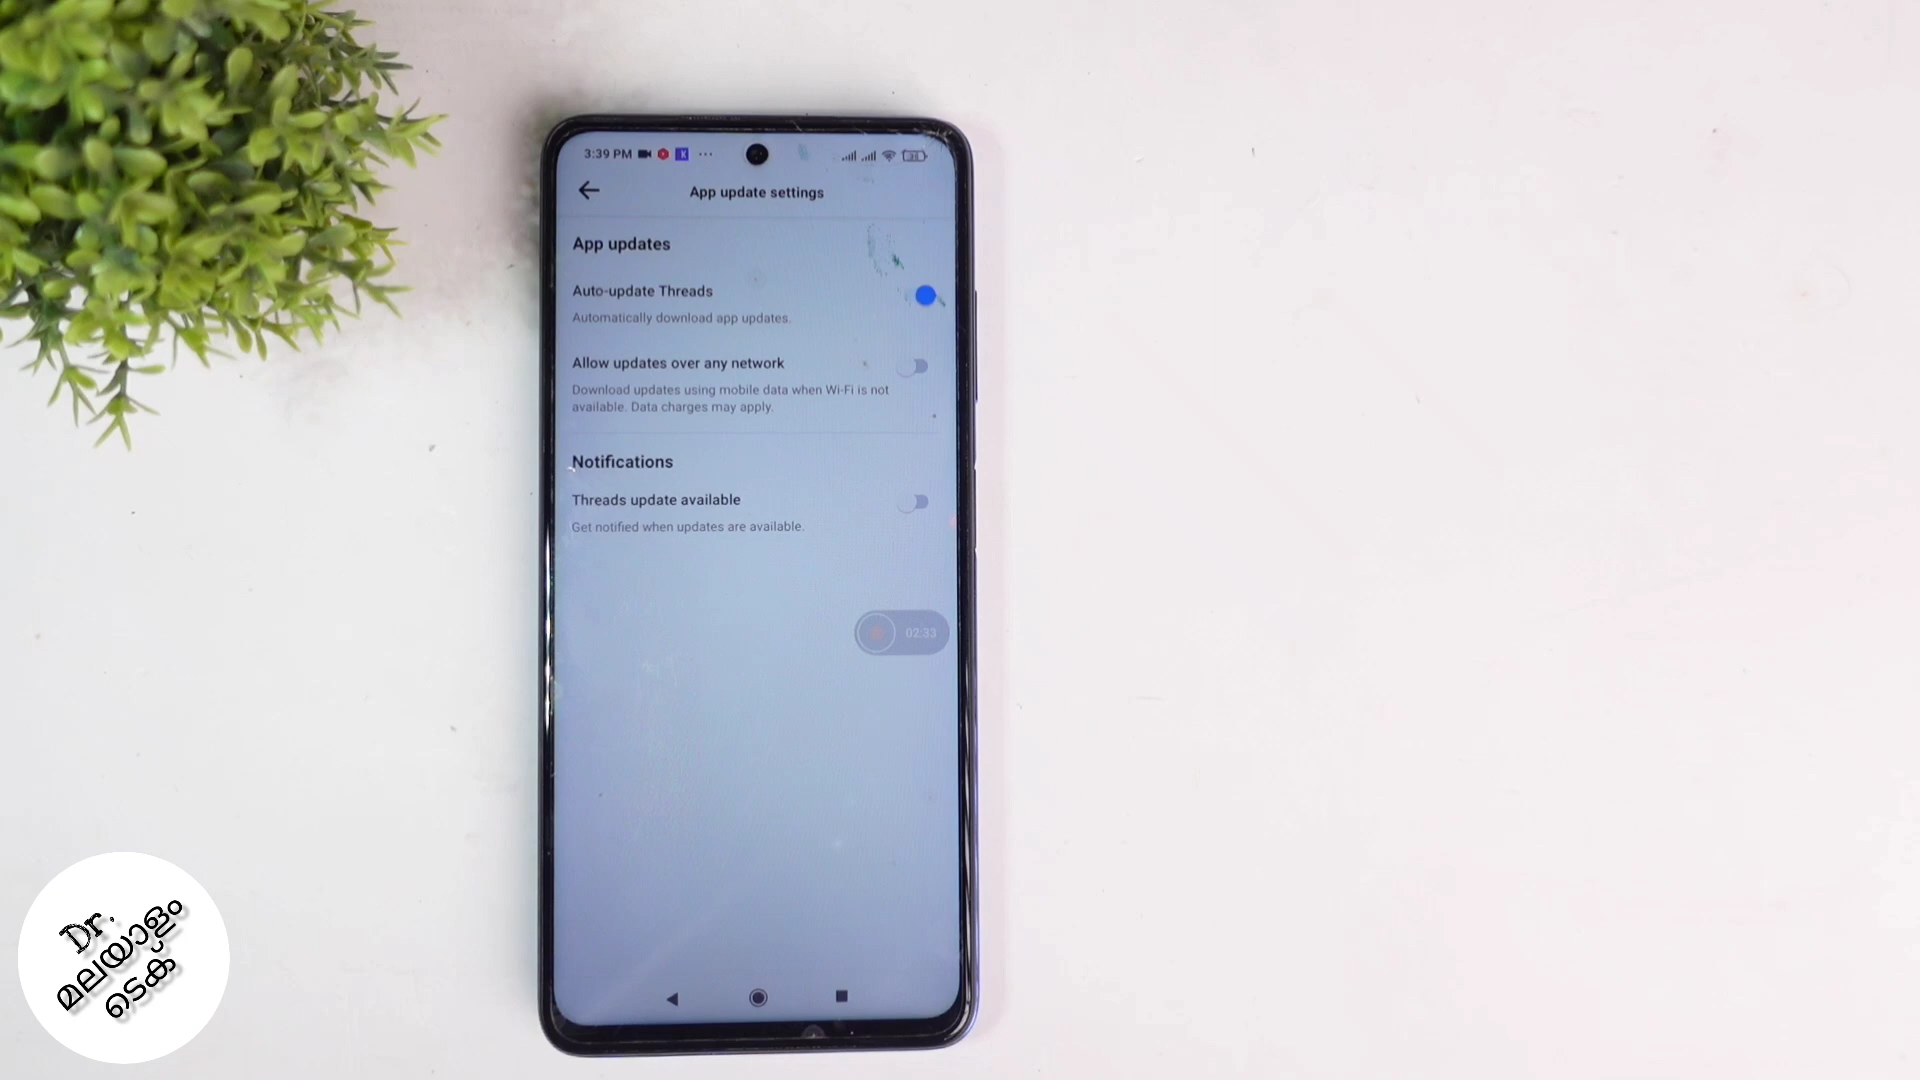 3:39 PM
App update settings
App updates
Auto-update Threads
Automatically download app updates.
Allow updates over any network
Download updates using mobile data when Wi-Fi is not
available. Data charges may apply.
Notifications
Threads update available
Get notified when updates are available.
02:33
Dr.
മലയാളം
ടെക്